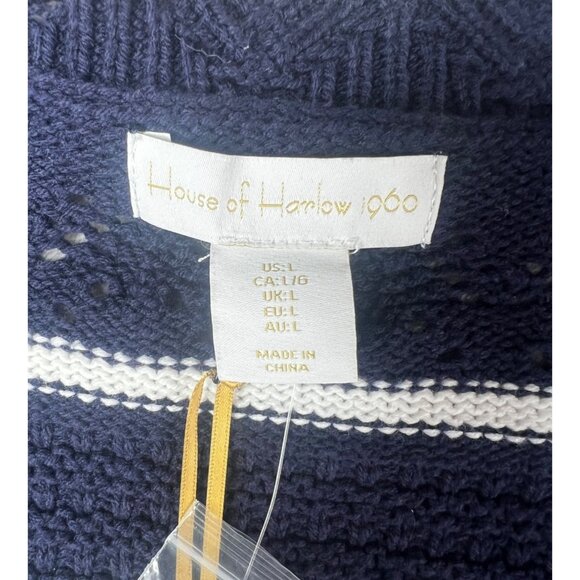 House of Harlow 1960
US:L
CA:L/G
UK:L
EU:L
AU:L
MADE IN
CHINA